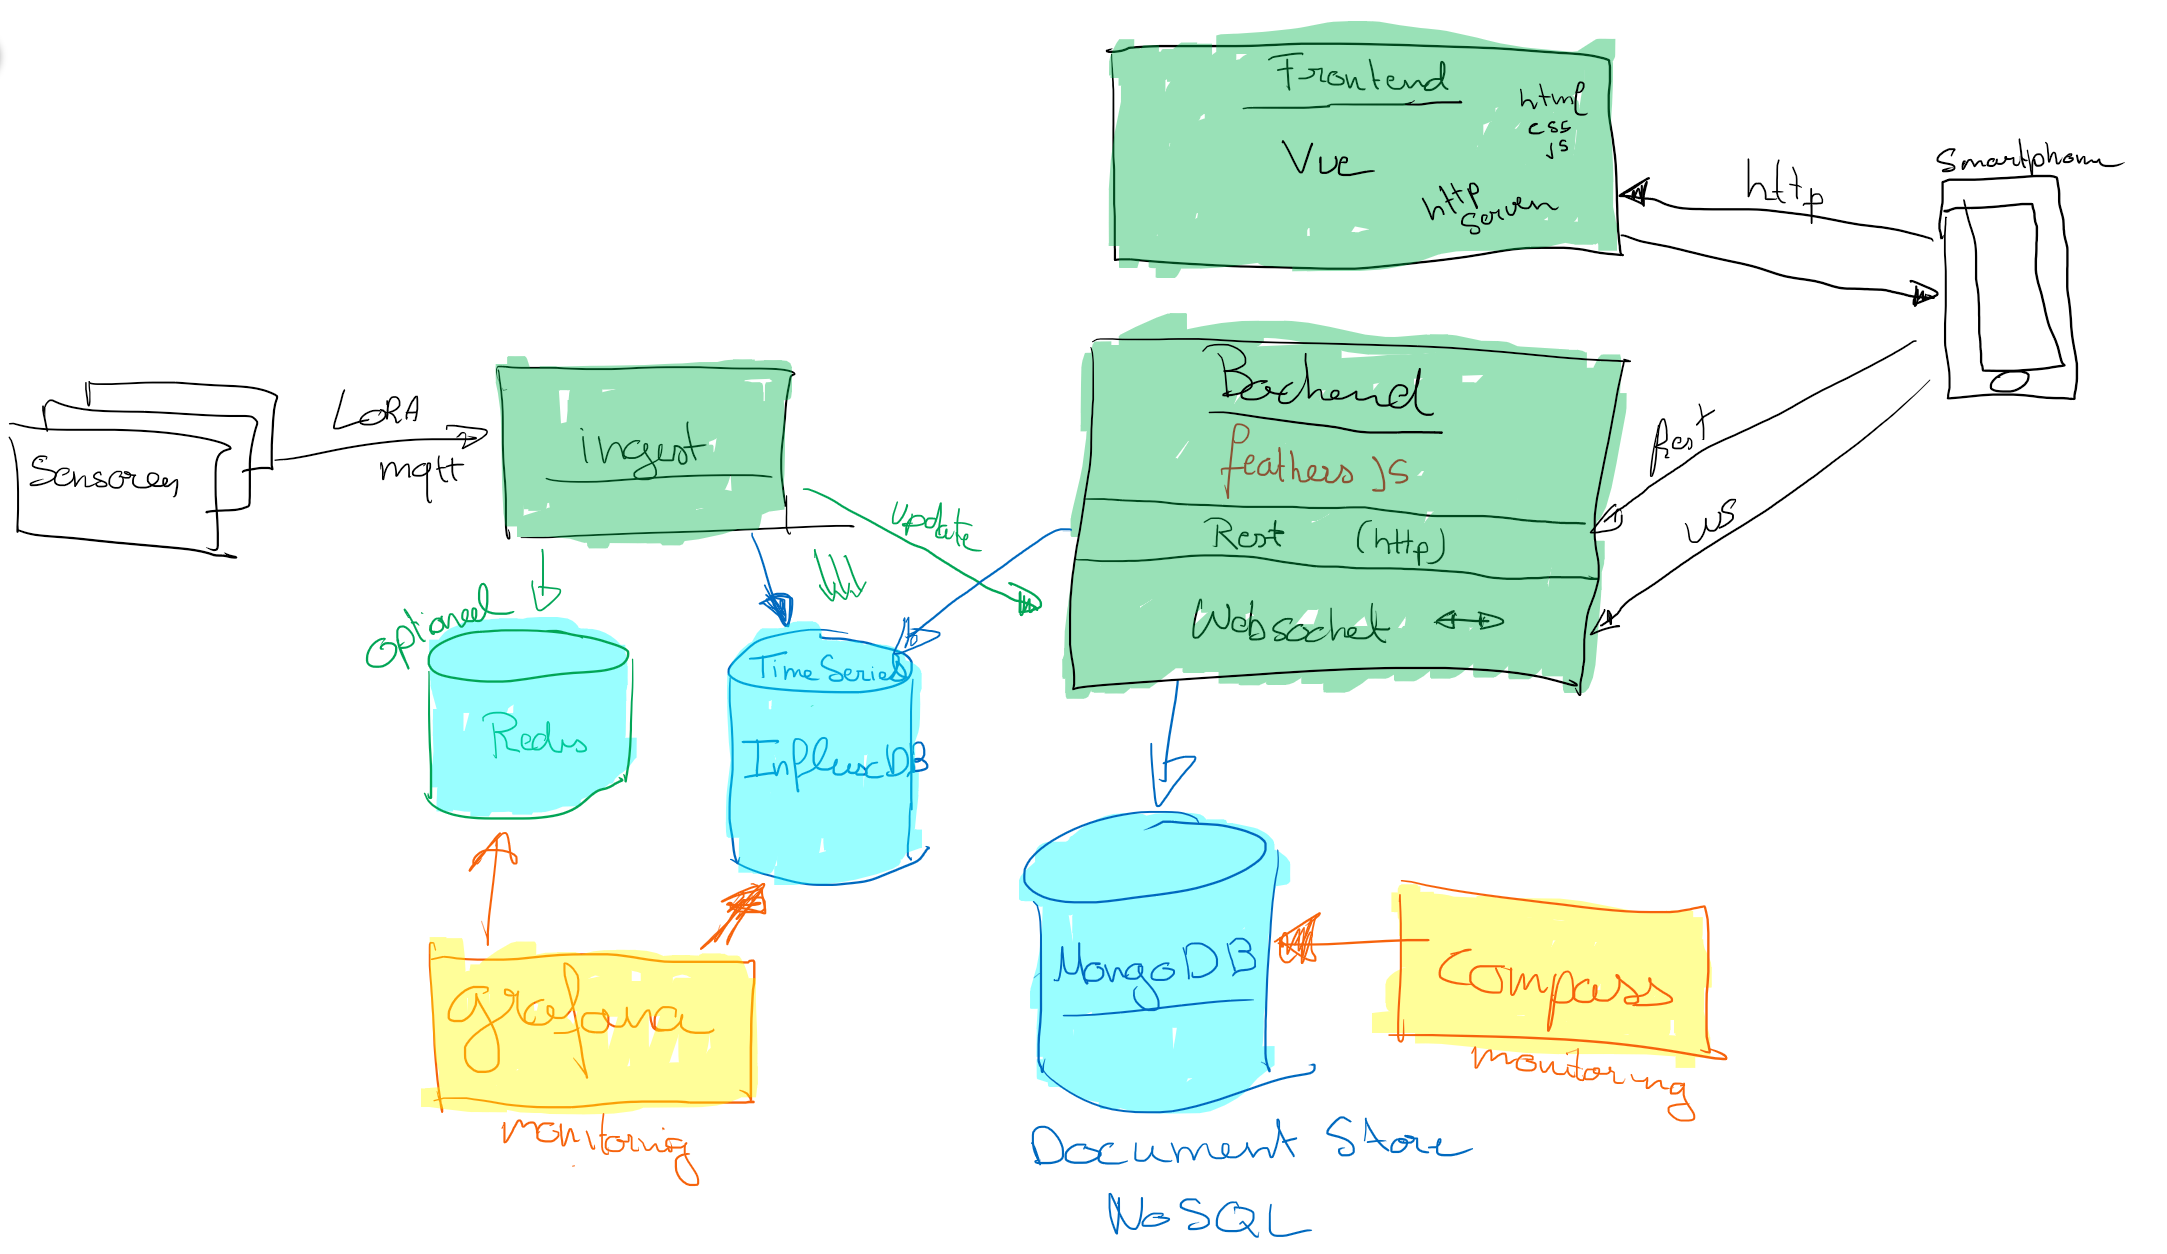 Frontend
html
css
js
Vue
http
server
Smartphone
http
Sensoren
LoRA
mqtt
ingest
update
Backend
feathers JS
Rest (http)
Websocket
Rest
WS
optioneel
Redis
Time Series
InfluxDB
grafana
monitoring
MongoDB
Document Store
NoSQL
Compass
monitoring